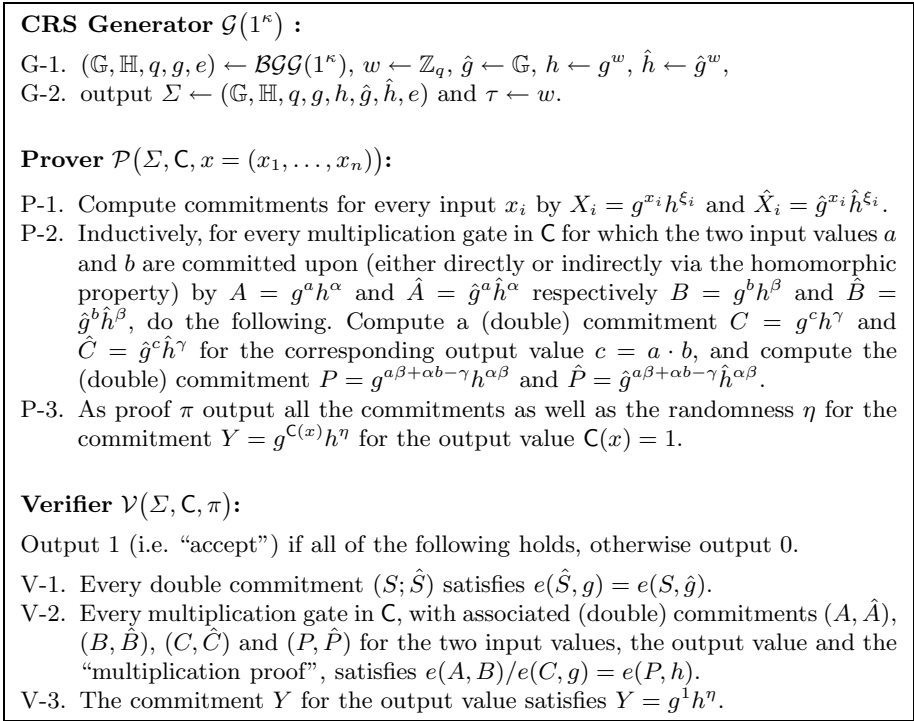 CRS Generator 𝒢(1^κ) :
G-1. (𝔾, ℍ, q, g, e) ← ℬ𝒢𝒢(1^κ), w ← ℤ_q, ĝ ← 𝔾, h ← g^w, ĥ ← ĝ^w,
G-2. output Σ ← (𝔾, ℍ, q, g, h, ĝ, ĥ, e) and τ ← w.
Prover 𝒫(Σ, C, x = (x_1, . . . , x_n)):
P-1. Compute commitments for every input x_i by X_i = g^{x_i}h^{ξ_i} and X̂_i = ĝ^{x_i}ĥ^{ξ_i}.
P-2. Inductively, for every multiplication gate in C for which the two input values a
and b are committed upon (either directly or indirectly via the homomorphic
property) by A = g^a h^α and Â = ĝ^a ĥ^α respectively B = g^b h^β and B̂ =
ĝ^b ĥ^β, do the following. Compute a (double) commitment C = g^c h^γ and
Ĉ = ĝ^c ĥ^γ for the corresponding output value c = a · b, and compute the
(double) commitment P = g^{aβ+αb−γ}h^{αβ} and P̂ = ĝ^{aβ+αb−γ}ĥ^{αβ}.
P-3. As proof π output all the commitments as well as the randomness η for the
commitment Y = g^{C(x)}h^η for the output value C(x) = 1.
Verifier 𝒱(Σ, C, π):
Output 1 (i.e. “accept”) if all of the following holds, otherwise output 0.
V-1. Every double commitment (S; Ŝ) satisfies e(Ŝ, g) = e(S, ĝ).
V-2. Every multiplication gate in C, with associated (double) commitments (A, Â),
(B, B̂), (C, Ĉ) and (P, P̂) for the two input values, the output value and the
“multiplication proof”, satisfies e(A, B)/e(C, g) = e(P, h).
V-3. The commitment Y for the output value satisfies Y = g^1 h^η.